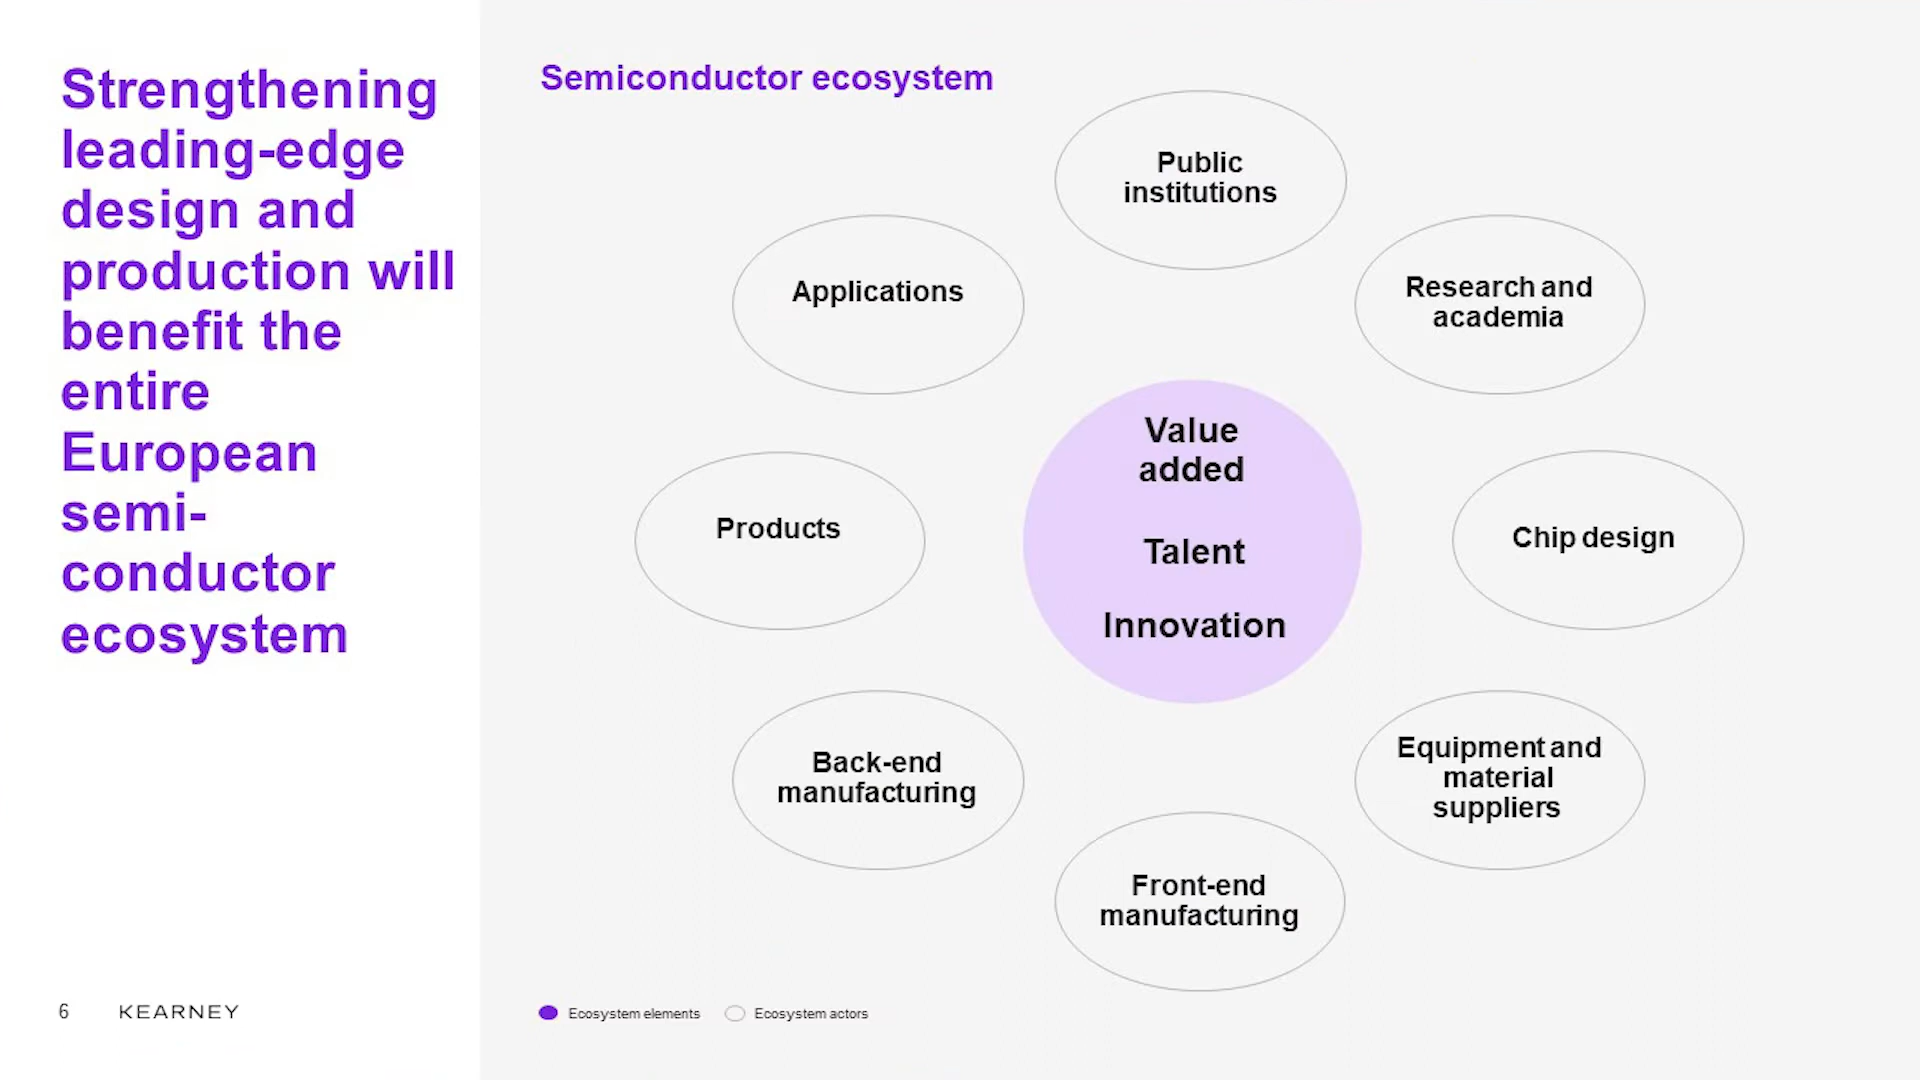 Strengthening
leading-edge
design and
production will
benefit the
entire
European
semi-
conductor
ecosystem
Semiconductor ecosystem
Public
institutions
Applications
Research and
academia
Value
added
Products
Talent
Chip design
Innovation
Back-end
manufacturing
Equipment and
material
suppliers
Front-end
manufacturing
6 KEARNEY
Ecosystem elements
Ecosystem actors